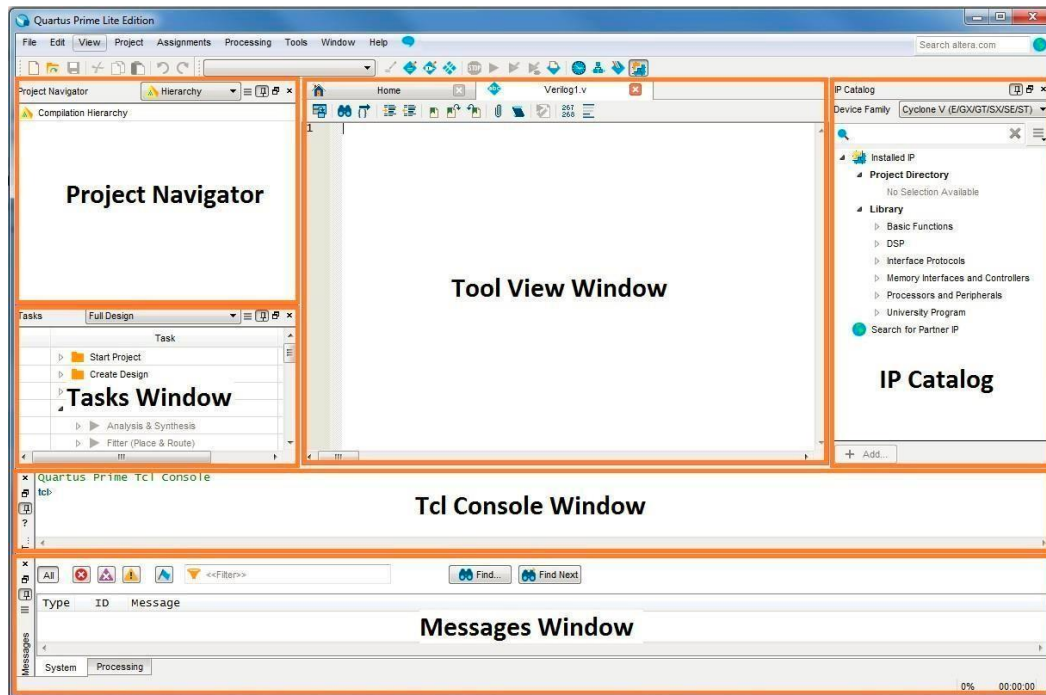 Quartus Prime Lite Edition
File Edit View Project Assignments Processing Tools Window Help
Search altera.com
Project Navigator
Hierarchy
Compilation Hierarchy
Project Navigator
Tasks
Full Design
Task
Start Project
Create Design
Tasks Window
Analysis & Synthesis
Fitter (Place & Route)
Home
Verilog1.v
267
268
1
Tool View Window
IP Catalog
Device Family Cyclone V (E/GX/GT/SX/SE/ST)
Installed IP
Project Directory
No Selection Available
Library
Basic Functions
DSP
Interface Protocols
Memory Interfaces and Controllers
Processors and Peripherals
University Program
Search for Partner IP
IP Catalog
+ Add...
Quartus Prime Tcl Console
tcl>
Tcl Console Window
All
<<Filter>>
Find...
Find Next
Type ID Message
Messages Window
Messages
System Processing
0% 00:00:00